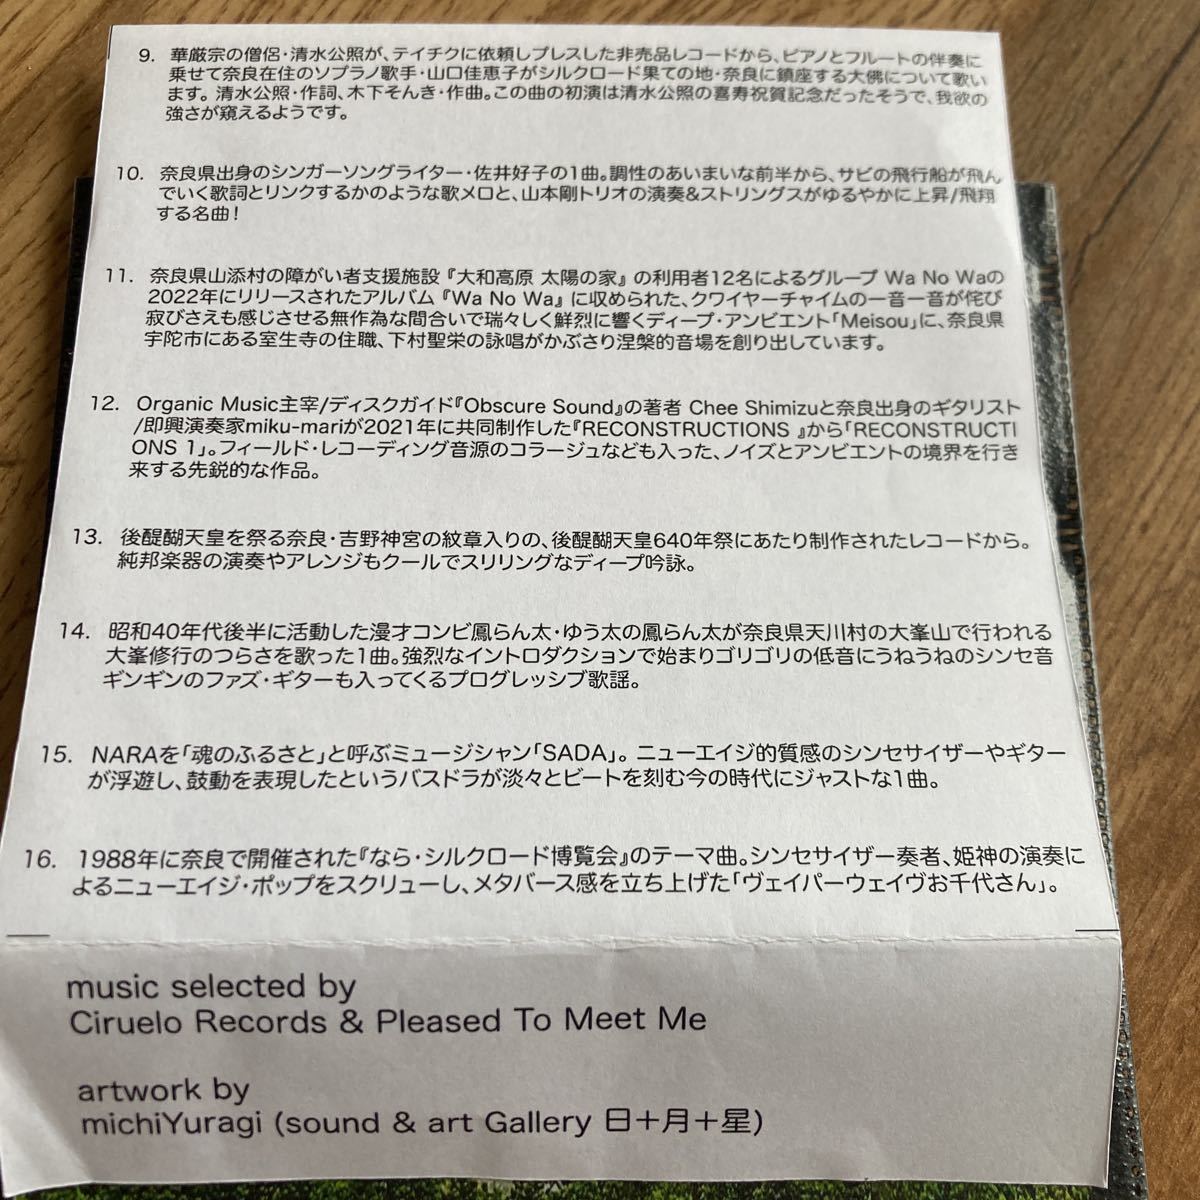 9. 華厳宗の僧侶・清水公照が、テイチクに依頼しプレスした非売品レコードから、ピアノとフルートの伴奏に
乗せて奈良在住のソプラノ歌手・山口佳恵子がシルクロード果ての地・奈良に鎮座する大佛について歌い
ます。清水公照・作詞、木下そんき・作曲。この曲の初演は清水公照の喜寿祝賀記念だったそうで、我欲の
強さが窺えるようです。
10. 奈良県出身のシンガーソングライター・佐井好子の1曲。調性のあいまいな前半から、サビの飛行船が飛ん
でいく歌詞とリンクするかのような歌メロと、山本剛トリオの演奏&ストリングスがゆるやかに上昇/飛翔
する名曲！
11. 奈良県山添村の障がい者支援施設『大和高原 太陽の家』の利用者12名によるグループ Wa No Waの
2022年にリリースされたアルバム『Wa No Wa』に収められた、クワイヤーチャイムの一音一音が侘び
寂びさえも感じさせる無作為な間合いで瑞々しく鮮烈に響くディープ・アンビエント「Meisou」に、奈良県
宇陀市にある室生寺の住職、下村聖栄の詠唱がかぶさり涅槃的音場を創り出しています。
12. Organic Music主宰/ディスクガイド『Obscure Sound』の著者 Chee Shimizuと奈良出身のギタリスト
/即興演奏家miku-mariが2021年に共同制作した『RECONSTRUCTIONS 』から「RECONSTRUCTI
ONS 1」。フィールド・レコーディング音源のコラージュなども入った、ノイズとアンビエントの境界を行き
来する先鋭的な作品。
13. 後醍醐天皇を祭る奈良・吉野神宮の紋章入りの、後醍醐天皇640年祭にあたり制作されたレコードから。
純邦楽器の演奏やアレンジもクールでスリリングなディープ吟詠。
14. 昭和40年代後半に活動した漫才コンビ鳳らん太・ゆう太の鳳らん太が奈良県天川村の大峯山で行われる
大峯修行のつらさを歌った1曲。強烈なイントロダクションで始まりゴリゴリの低音にうねうねのシンセ音
ギンギンのファズ・ギターも入ってくるプログレッシブ歌謡。
15. NARAを「魂のふるさと」と呼ぶミュージシャン「SADA」。ニューエイジ的質感のシンセサイザーやギター
が浮遊し、鼓動を表現したというバスドラが淡々とビートを刻む今の時代にジャストな1曲。
16. 1988年に奈良で開催された『なら・シルクロード博覧会』のテーマ曲。シンセサイザー奏者、姫神の演奏に
よるニューエイジ・ポップをスクリューし、メタバース感を立ち上げた「ヴェイパーウェイヴお千代さん」。
music selected by
Ciruelo Records & Pleased To Meet Me
artwork by
michiYuragi (sound & art Gallery 日＋月＋星)